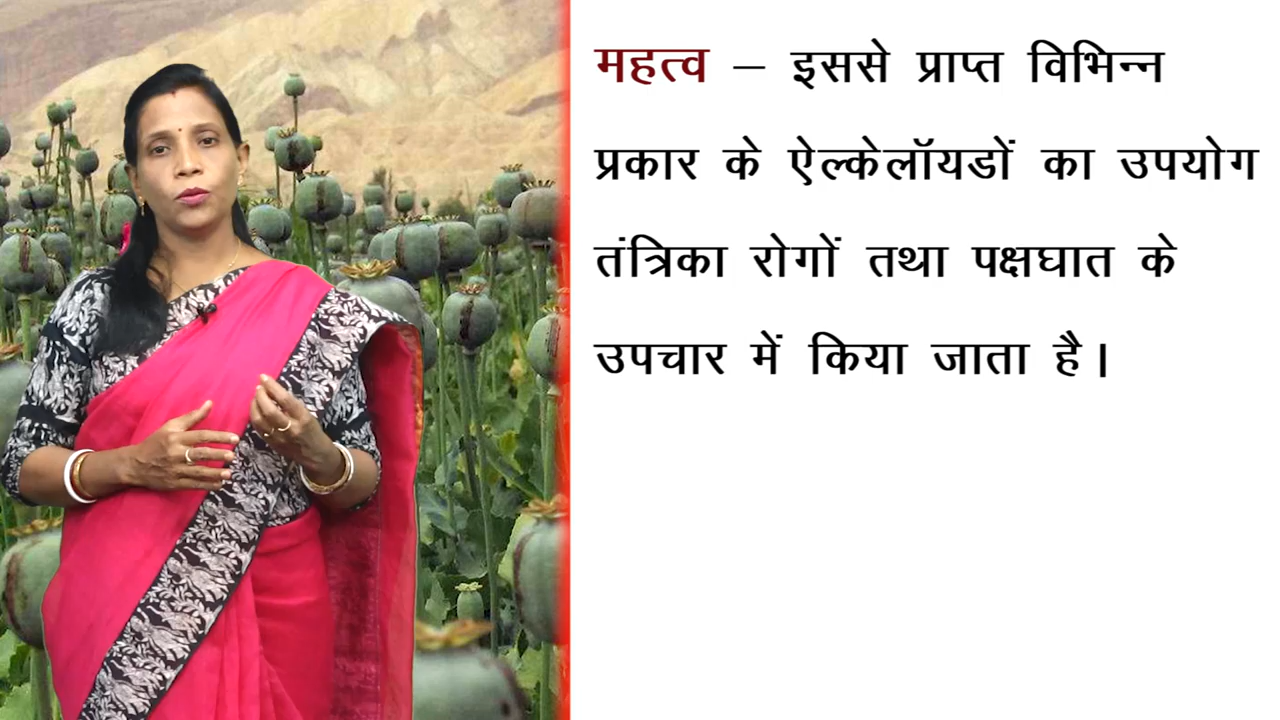 महत्व – इससे प्राप्त विभिन्न
प्रकार के ऐल्केलॉयडों का उपयोग
तंत्रिका रोगों तथा पक्षघात के
उपचार में किया जाता है।